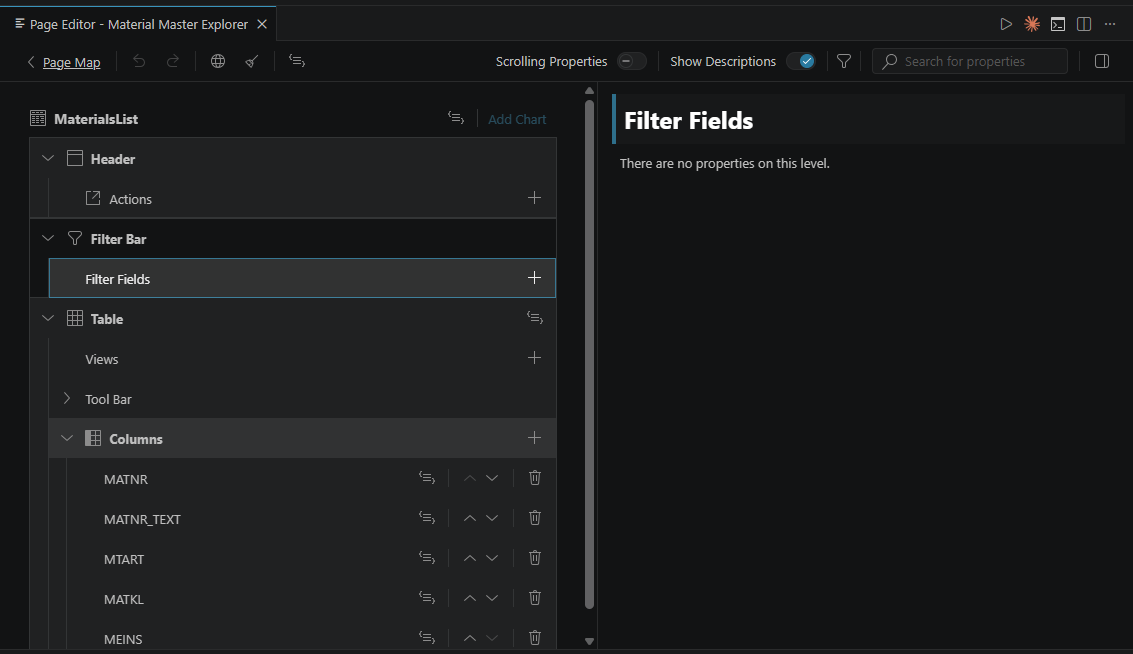 Page Editor - Material Master Explorer
Page Map
Scrolling Properties
Show Descriptions
Search for properties
MaterialsList
Add Chart
Header
Actions
Filter Bar
Filter Fields
Table
Views
Tool Bar
Columns
MATNR
MATNR_TEXT
MTART
MATKL
MEINS
Filter Fields
There are no properties on this level.